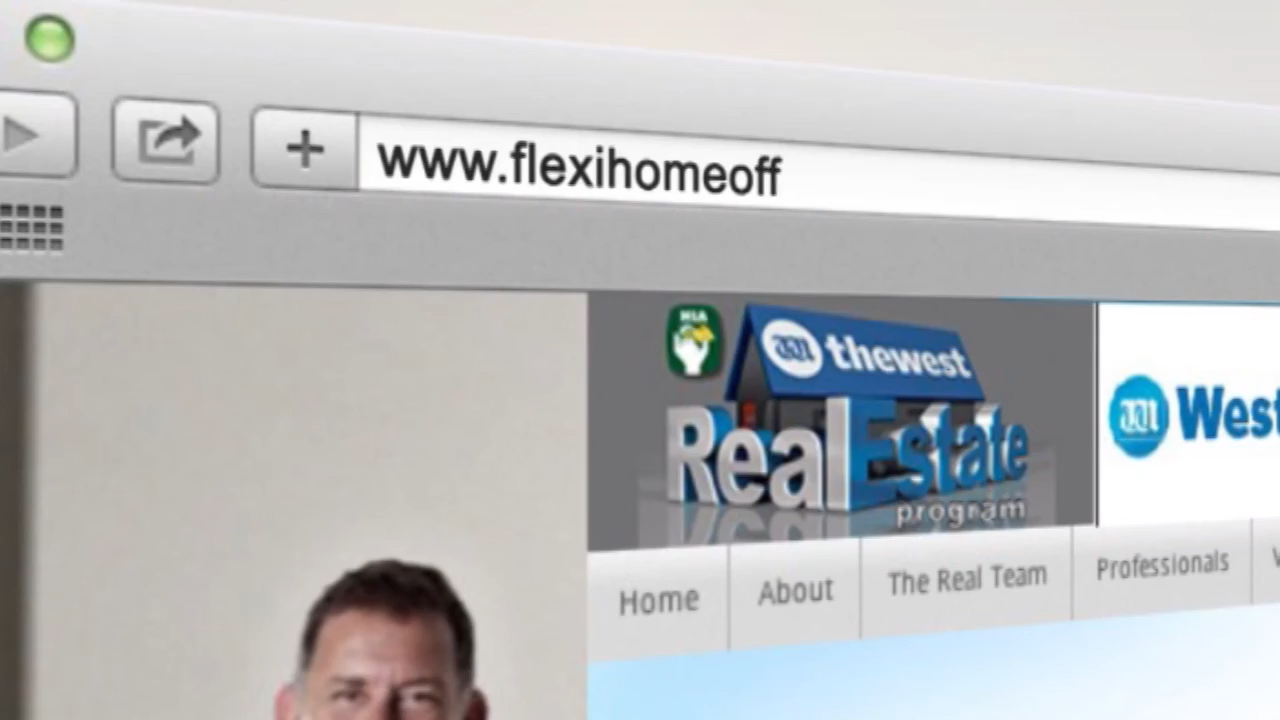 www.flexihomeoff
HIA
thewest
RealEstate
program
West
Home
About
The Real Team
Professionals